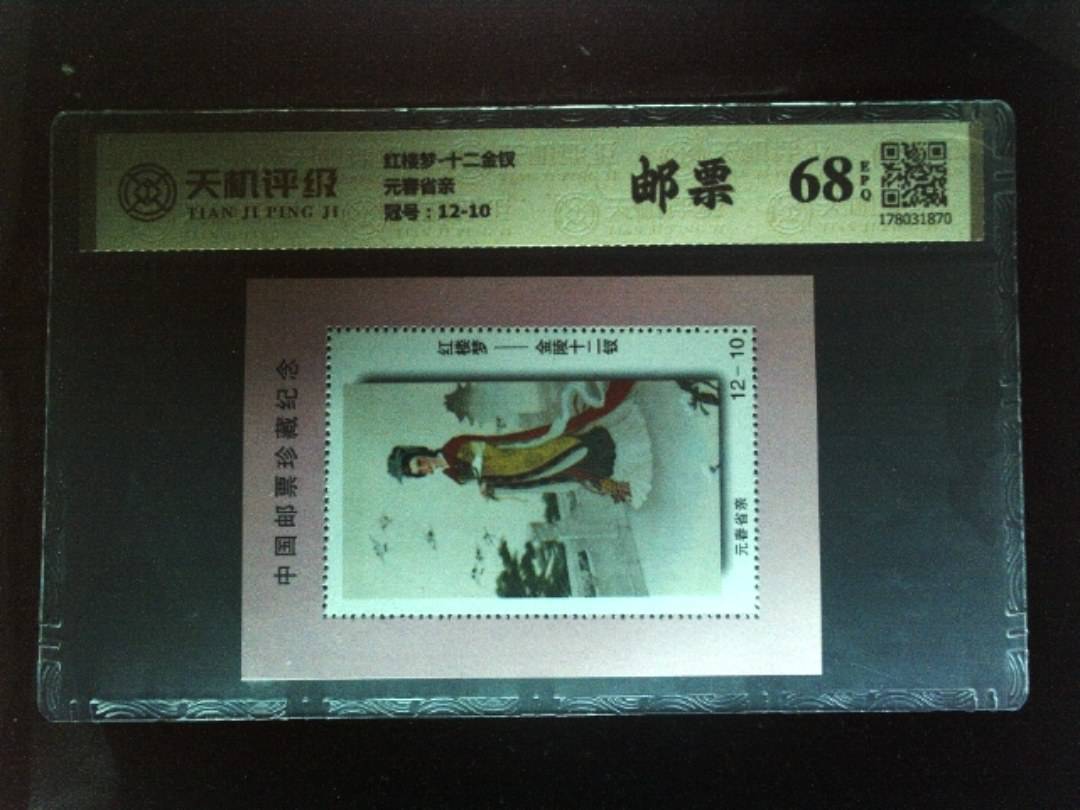 天机评级
TIAN JI PING JI
红楼梦-十二金钗
元春省亲
冠号：12-10
邮票
68
EPQ
178031870
中国邮票珍藏纪念
红楼梦——金陵十二钗
12-10
元春省亲